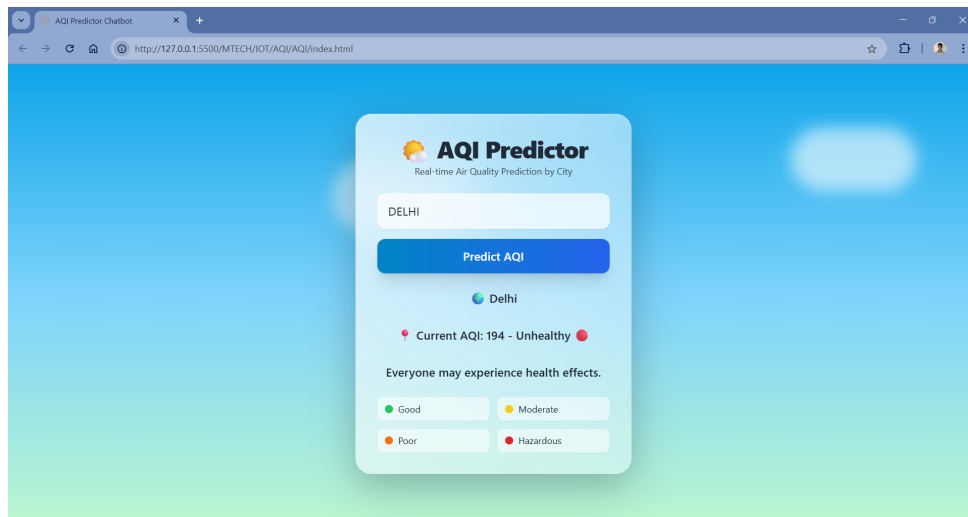 AQI Predictor Chatbot
http://127.0.0.1:5500/MTECH/IOT/AQI/AQI/index.html
AQI Predictor
Real-time Air Quality Prediction by City
DELHI
Predict AQI
Delhi
Current AQI: 194 - Unhealthy
Everyone may experience health effects.
Good
Moderate
Poor
Hazardous